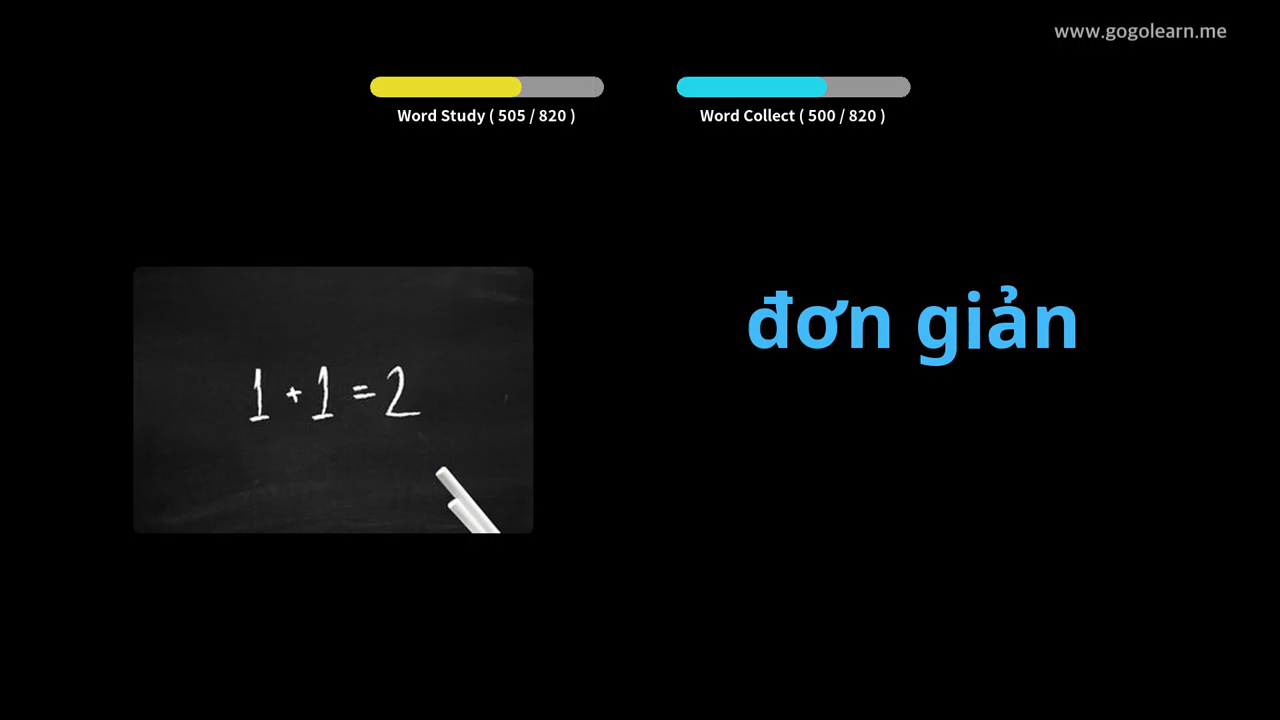 www.gogolearn.me
Word Study ( 505 / 820 )
Word Collect ( 500 / 820 )
đơn giản
1 + 1 = 2